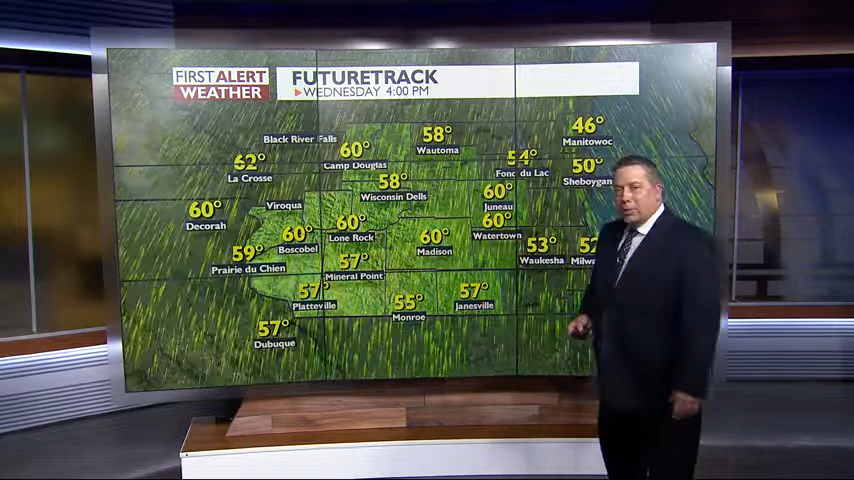 FIRST ALERT
WEATHER
FUTURETRACK
WEDNESDAY 4:00 PM
46°
Manitowoc
58°
Wautoma
Black River Falls
60°
Camp Douglas
54°
Fond du Lac
62°
La Crosse
50°
Sheboygan
58°
Wisconsin Dells
60°
Juneau
60°
Decorah
Viroqua
60°
Lone Rock
60°
Watertown
60°
Boscobel
60°
Madison
53°
Waukesha
52
Milwa
59°
Prairie du Chien
57°
Mineral Point
57°
Platteville
55°
Monroe
57°
Janesville
57°
Dubuque